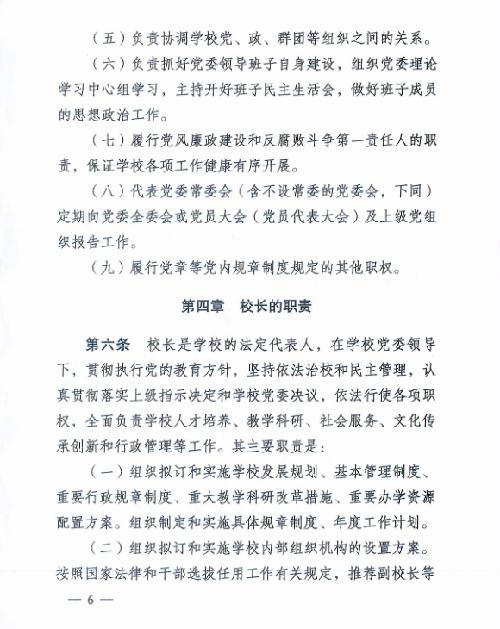 （五）负责协调学校党、政、群团等组织之间的关系。
（六）负责抓好党委领导班子自身建设，组织党委理论
学习中心组学习，主持开好班子民主生活会，做好班子成员
的思想政治工作。
（七）履行党风廉政建设和反腐败斗争第一责任人的职
责，保证学校各项工作健康有序开展。
（八）代表党委常委会（含不设常委的党委会，下同）
定期向党委全委会或党员大会（党员代表大会）及上级党组
织报告工作。
（九）履行党章等党内规章制度规定的其他职权。
第四章 校长的职责
第六条 校长是学校的法定代表人，在学校党委领导
下，贯彻执行党的教育方针，坚持依法治校和民主管理，认
真贯彻落实上级指示决定和学校党委决议，依法行使各项职
权，全面负责学校人才培养、教学科研、社会服务、文化传
承创新和行政管理等工作。其主要职责是：
（一）组织拟订和实施学校发展规划、基本管理制度、
重要行政规章制度、重大教学科研改革措施、重要办学资源
配置方案。组织制定和实施具体规章制度、年度工作计划。
（二）组织拟订和实施学校内部组织机构的设置方案。
按照国家法律和干部选拔任用工作有关规定，推荐副校长等
— 6 —